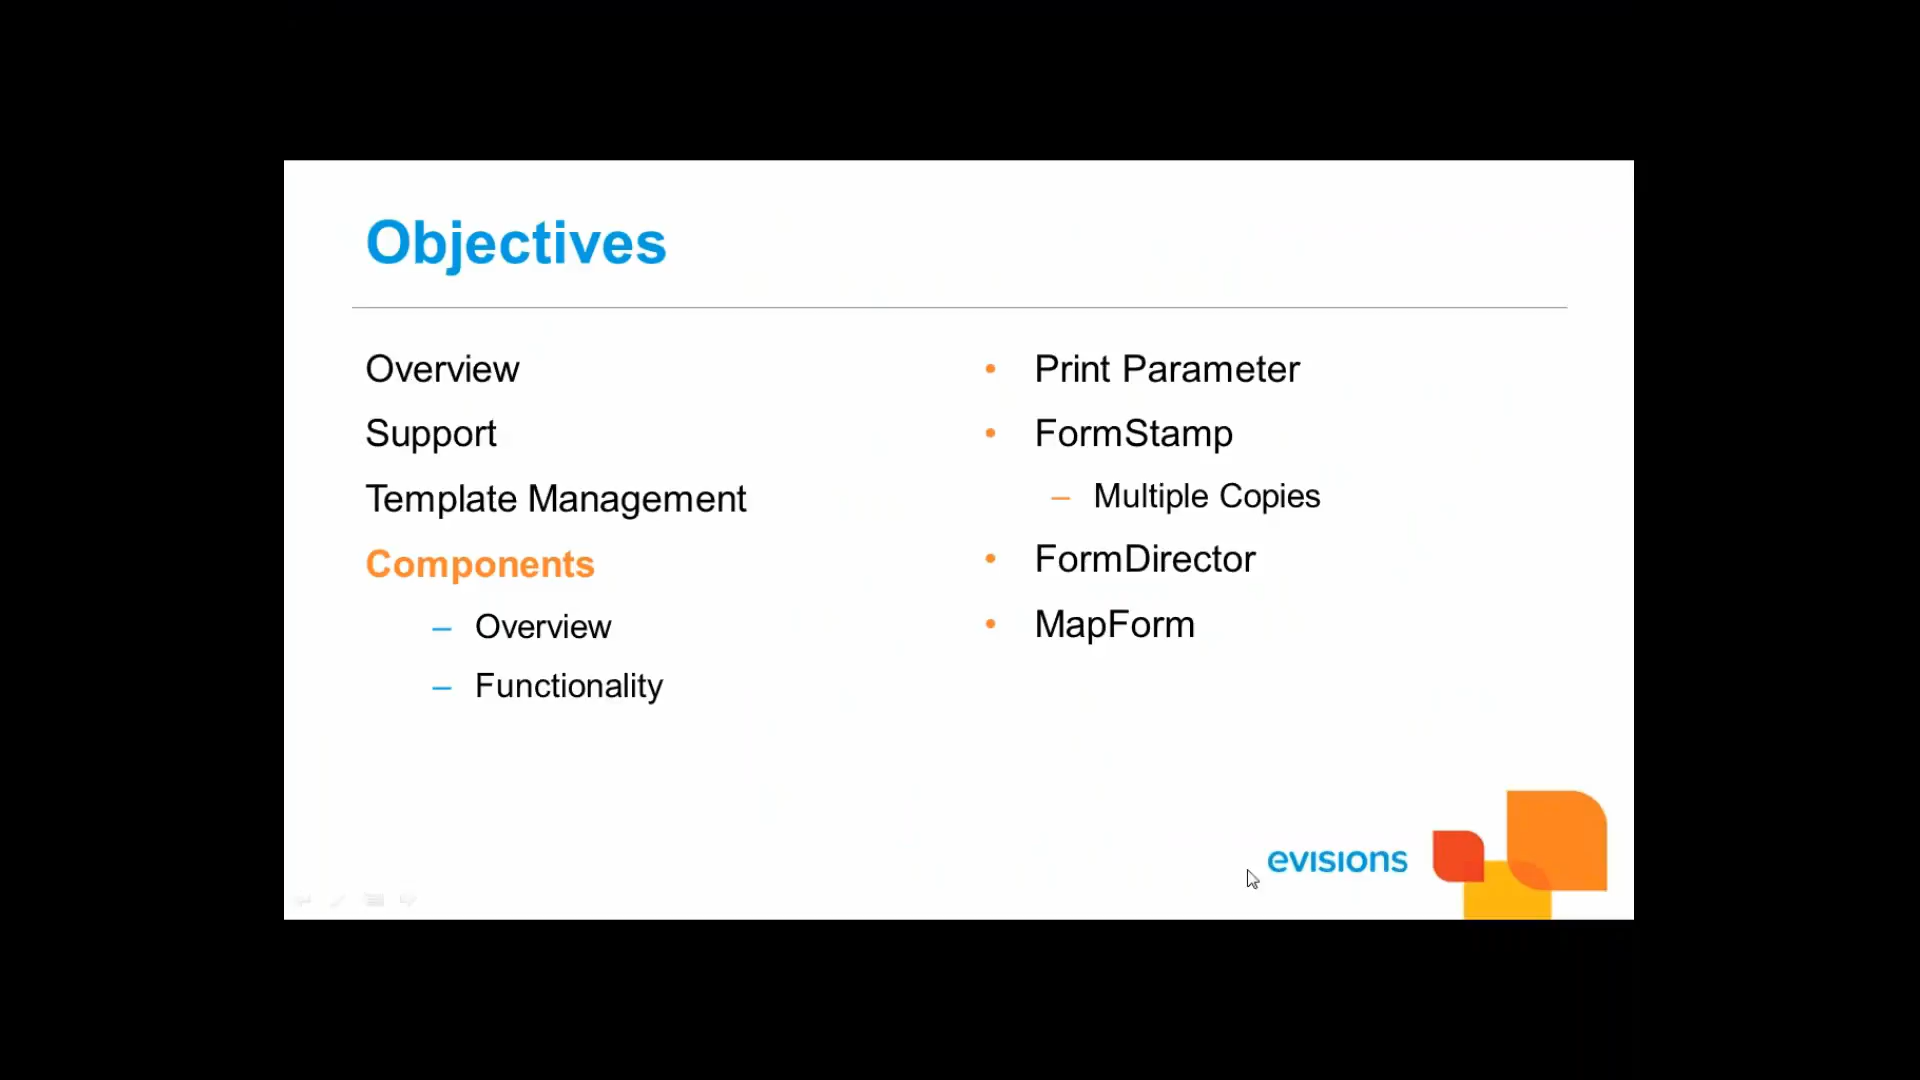 Objectives
Overview
Support
Template Management
Components
– Overview
– Functionality
• Print Parameter
• FormStamp
– Multiple Copies
• FormDirector
• MapForm
evisions